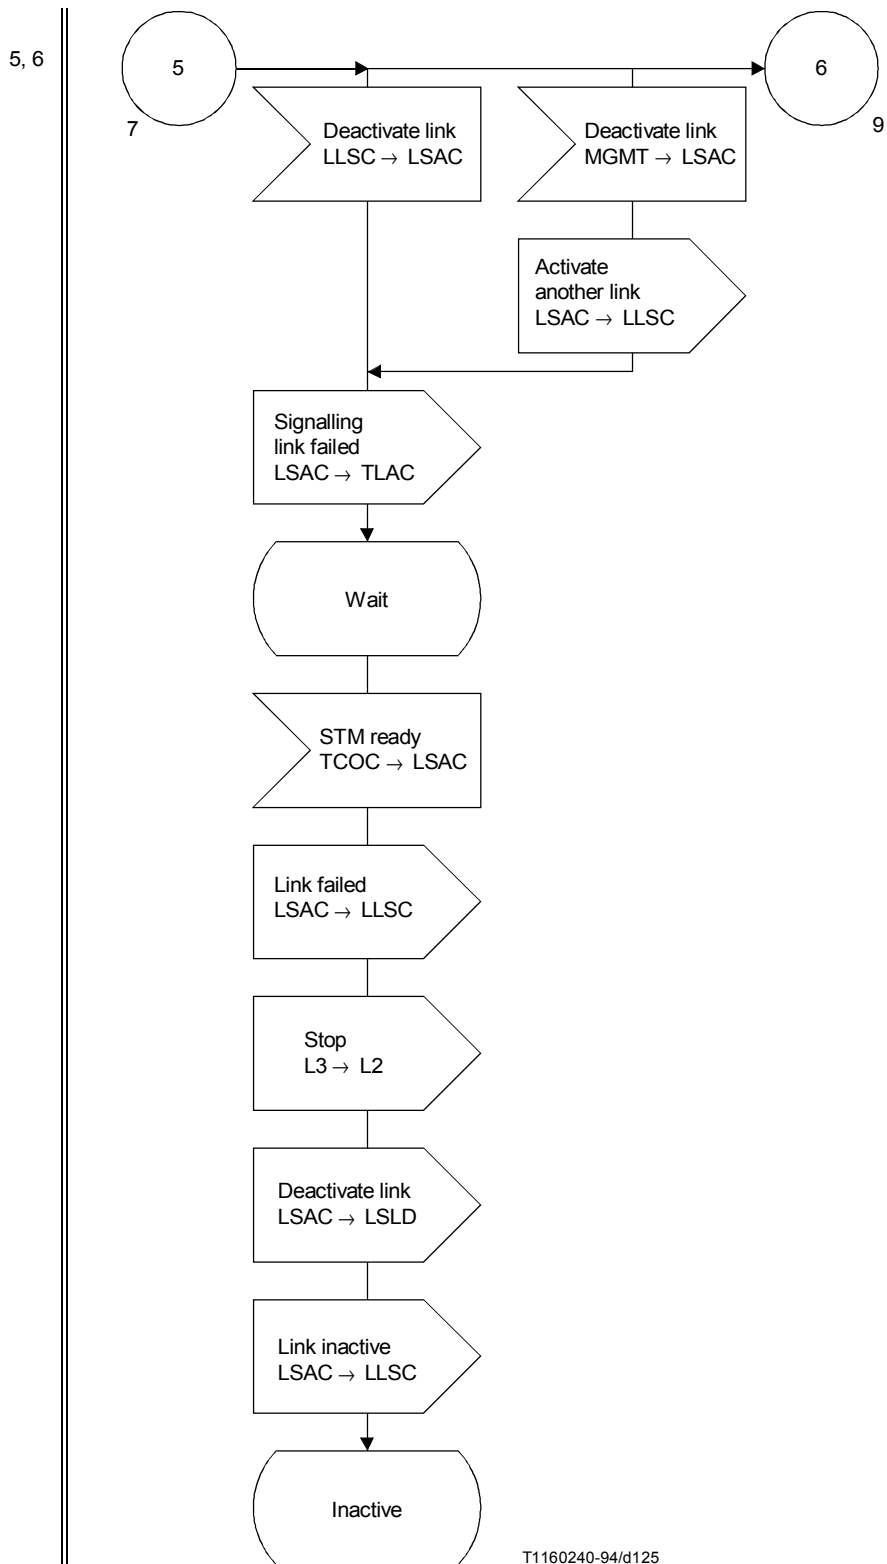 5, 6
5
6
7
9
Deactivate link
LLSC → LSAC
Deactivate link
MGMT → LSAC
Activate
another link
LSAC → LLSC
Signalling
link failed
LSAC → TLAC
Wait
STM ready
TCOC → LSAC
Link failed
LSAC → LLSC
Stop
L3 → L2
Deactivate link
LSAC → LSLD
Link inactive
LSAC → LLSC
Inactive
T1160240-94/d125